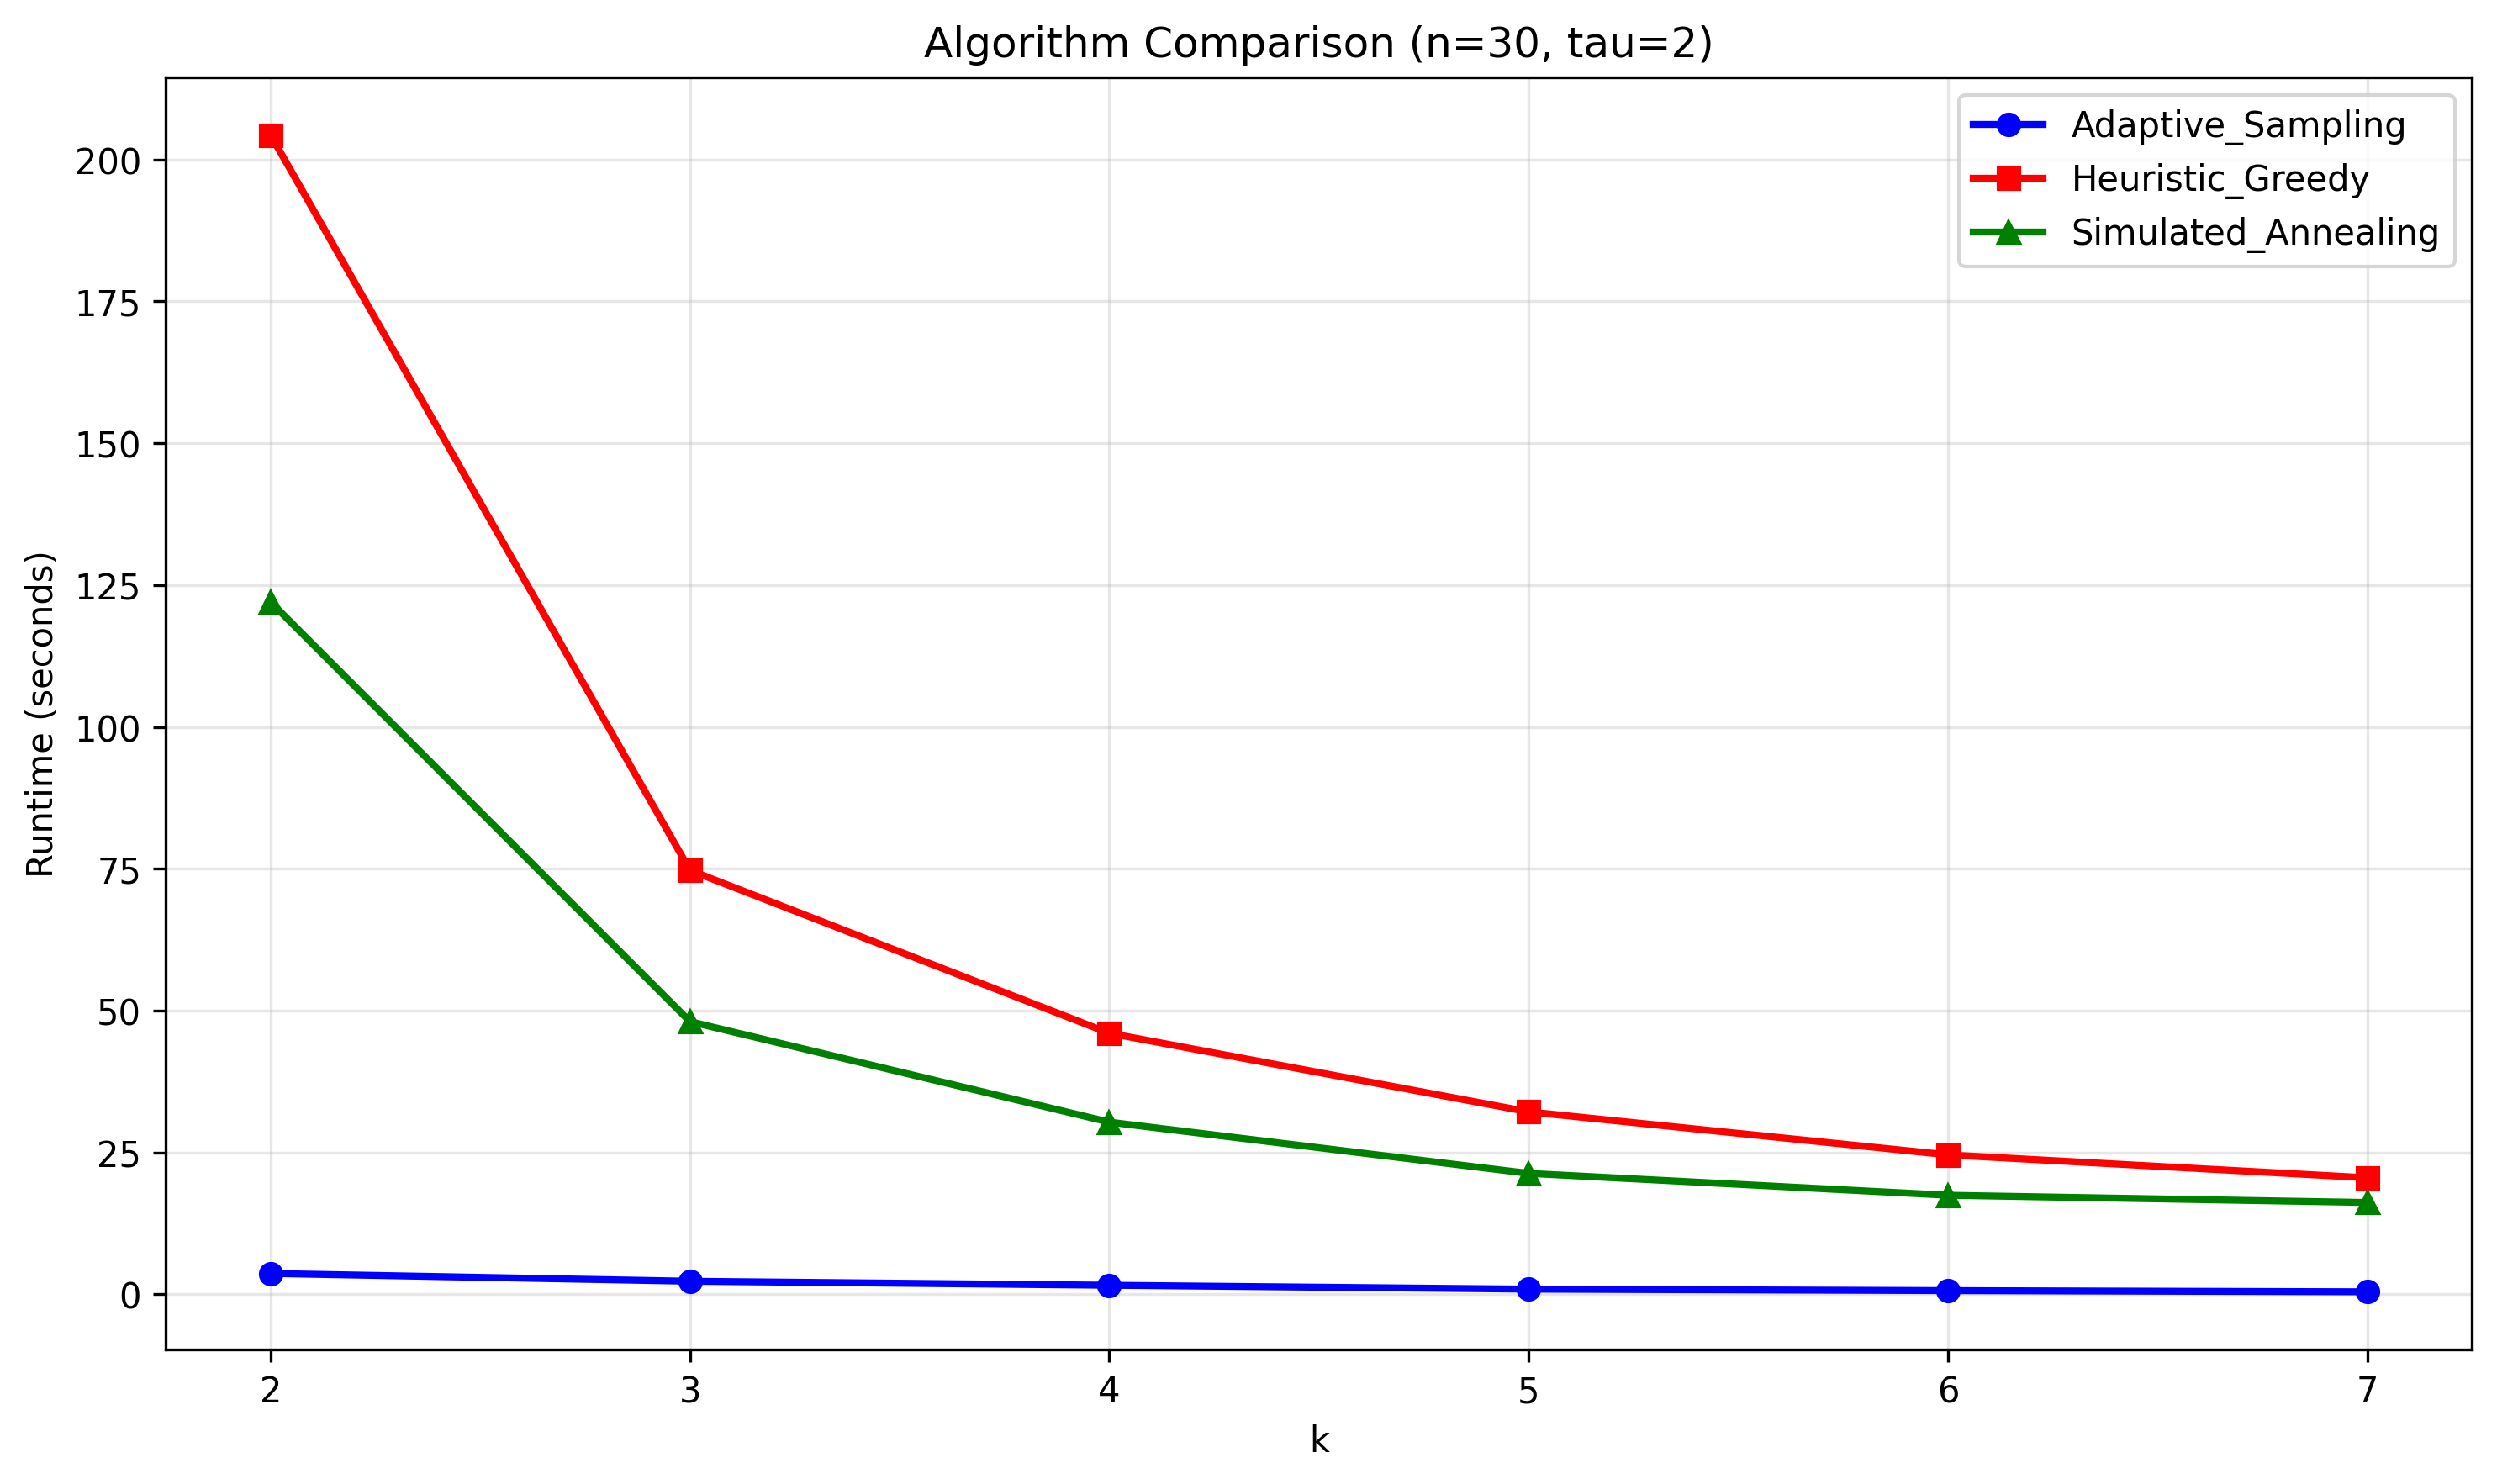 Algorithm Comparison (n=30, tau=2)
Adaptive_Sampling
Heuristic_Greedy
Simulated_Annealing
Runtime (seconds)
200
175
150
125
100
75
50
25
0
2 3 4 5 6 7
k